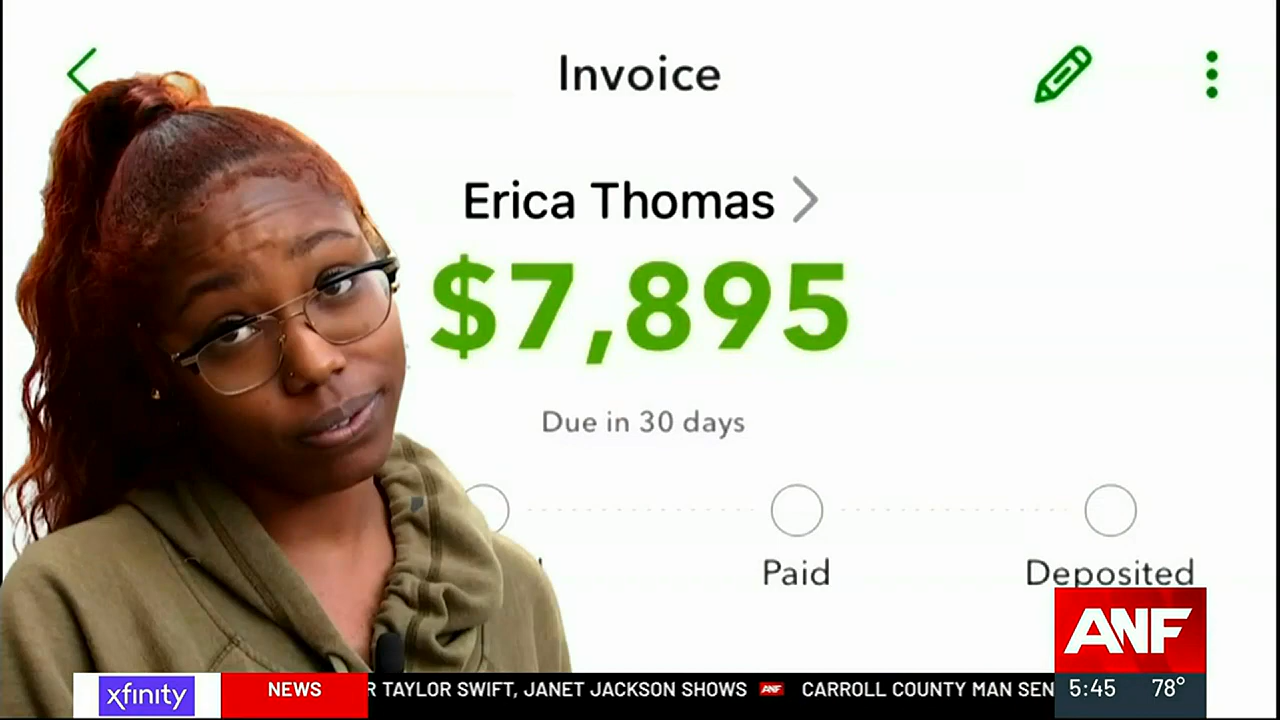 Invoice
Erica Thomas
$7,895
Due in 30 days
Paid
Deposited
ANF
xfinity
NEWS
R TAYLOR SWIFT, JANET JACKSON SHOWS ANF CARROLL COUNTY MAN SEN
5:45 78°